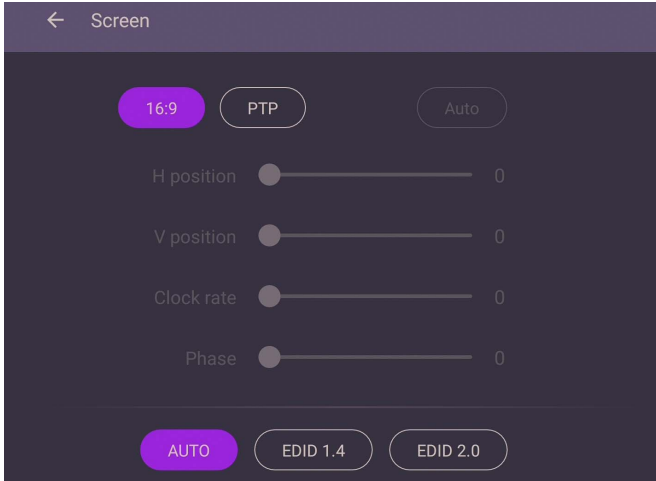 Screen
16:9 PTP Auto
H position 0
V position 0
Clock rate 0
Phase 0
AUTO EDID 1.4 EDID 2.0